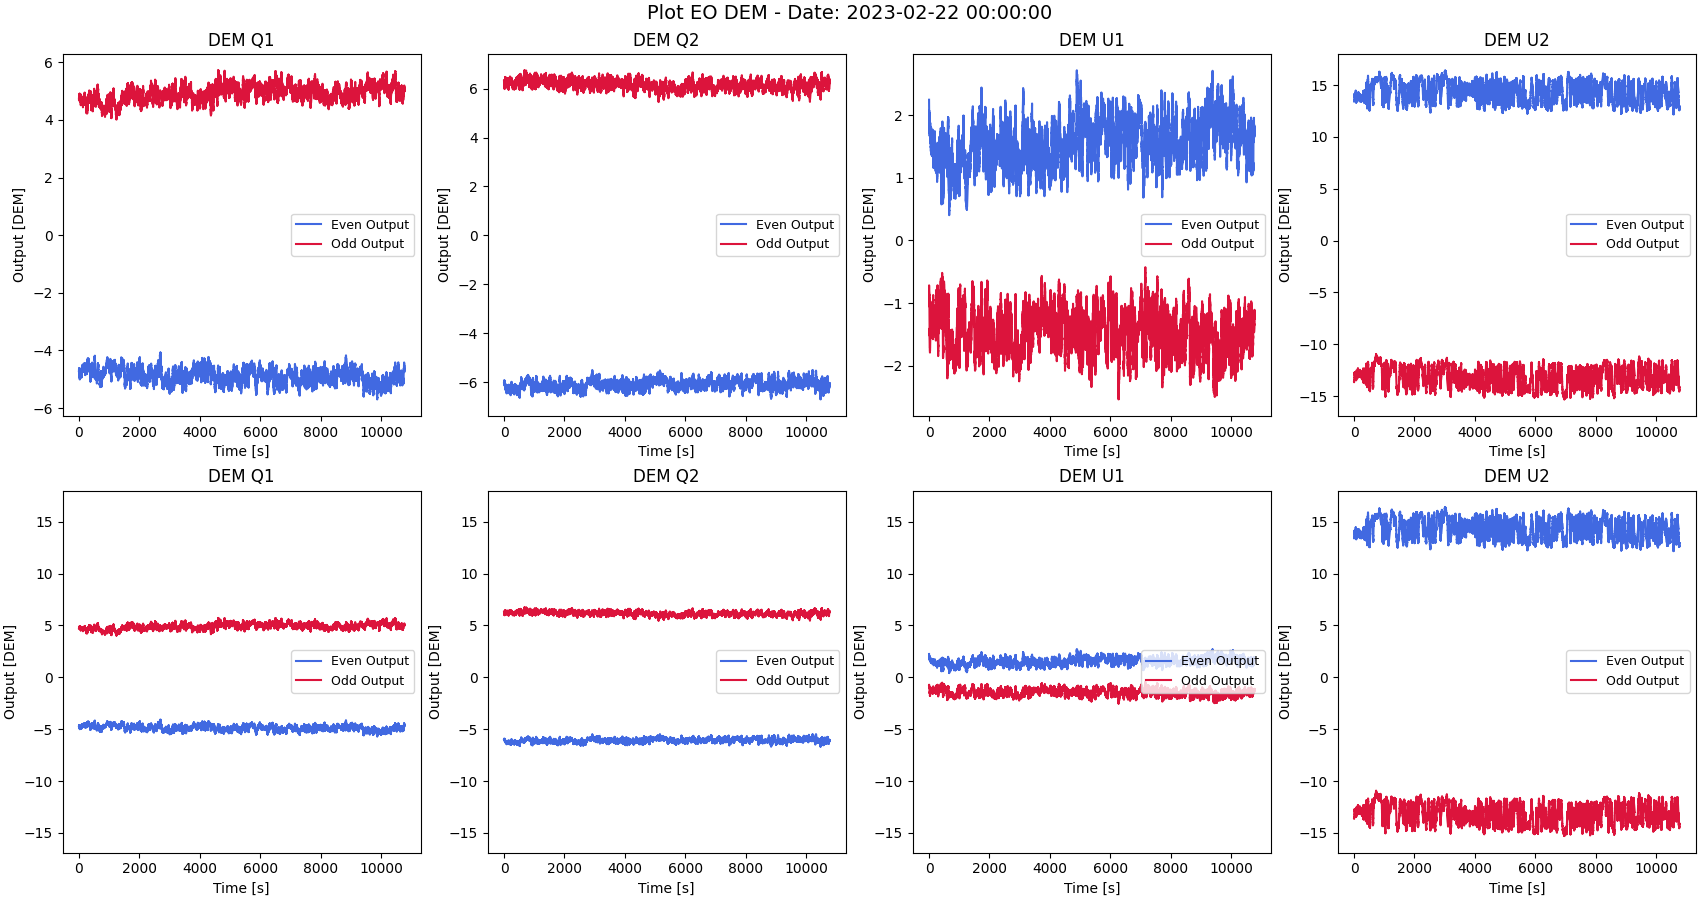 Plot EO DEM - Date: 2023-02-22 00:00:00
DEM Q1
6
4
2
0
−2
−4
−6
Output [DEM]
Even Output
Odd Output
0 2000 4000 6000 8000 10000
Time [s]
DEM Q2
6
4
2
0
−2
−4
−6
Output [DEM]
Even Output
Odd Output
0 2000 4000 6000 8000 10000
Time [s]
DEM U1
2
1
0
−1
−2
Output [DEM]
Even Output
Odd Output
0 2000 4000 6000 8000 10000
Time [s]
DEM U2
15
10
5
0
−5
−10
−15
Output [DEM]
Even Output
Odd Output
0 2000 4000 6000 8000 10000
Time [s]
DEM Q1
15
10
5
0
−5
−10
−15
Output [DEM]
Even Output
Odd Output
0 2000 4000 6000 8000 10000
Time [s]
DEM Q2
15
10
5
0
−5
−10
−15
Output [DEM]
Even Output
Odd Output
0 2000 4000 6000 8000 10000
Time [s]
DEM U1
15
10
5
0
−5
−10
−15
Output [DEM]
Even Output
Odd Output
0 2000 4000 6000 8000 10000
Time [s]
DEM U2
15
10
5
0
−5
−10
−15
Output [DEM]
Even Output
Odd Output
0 2000 4000 6000 8000 10000
Time [s]